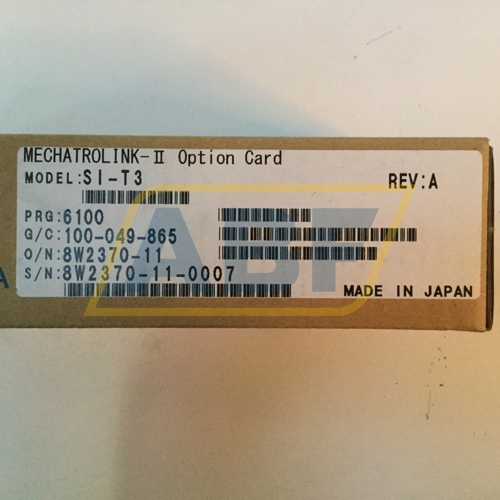 MECHATROLINK-Ⅱ Option Card
MODEL:SI-T3 REV:A
PRG:6100
G/C:100-049-865
O/N:8W2370-11
S/N:8W2370-11-0007
MADE IN JAPAN
A
ABF